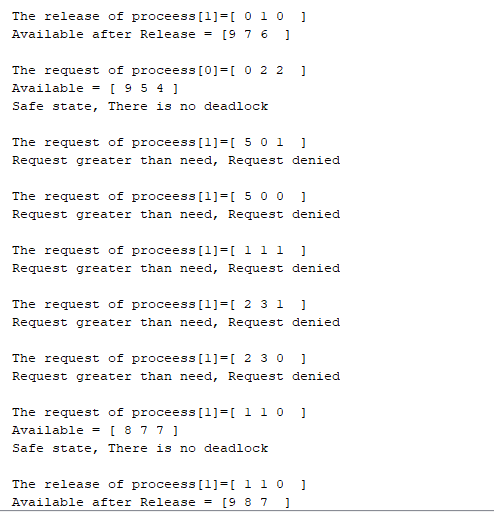 The release of proceess[1]=[ 0 1 0  ]
Available after Release = [9 7 6  ]
The request of proceess[0]=[ 0 2 2  ]
Available = [ 9 5 4 ]
Safe state, There is no deadlock
The request of proceess[1]=[ 5 0 1  ]
Request greater than need, Request denied
The request of proceess[1]=[ 5 0 0  ]
Request greater than need, Request denied
The request of proceess[1]=[ 1 1 1  ]
Request greater than need, Request denied
The request of proceess[1]=[ 2 3 1  ]
Request greater than need, Request denied
The request of proceess[1]=[ 2 3 0  ]
Request greater than need, Request denied
The request of proceess[1]=[ 1 1 0  ]
Available = [ 8 7 7 ]
Safe state, There is no deadlock
The release of proceess[1]=[ 1 1 0  ]
Available after Release = [9 8 7  ]